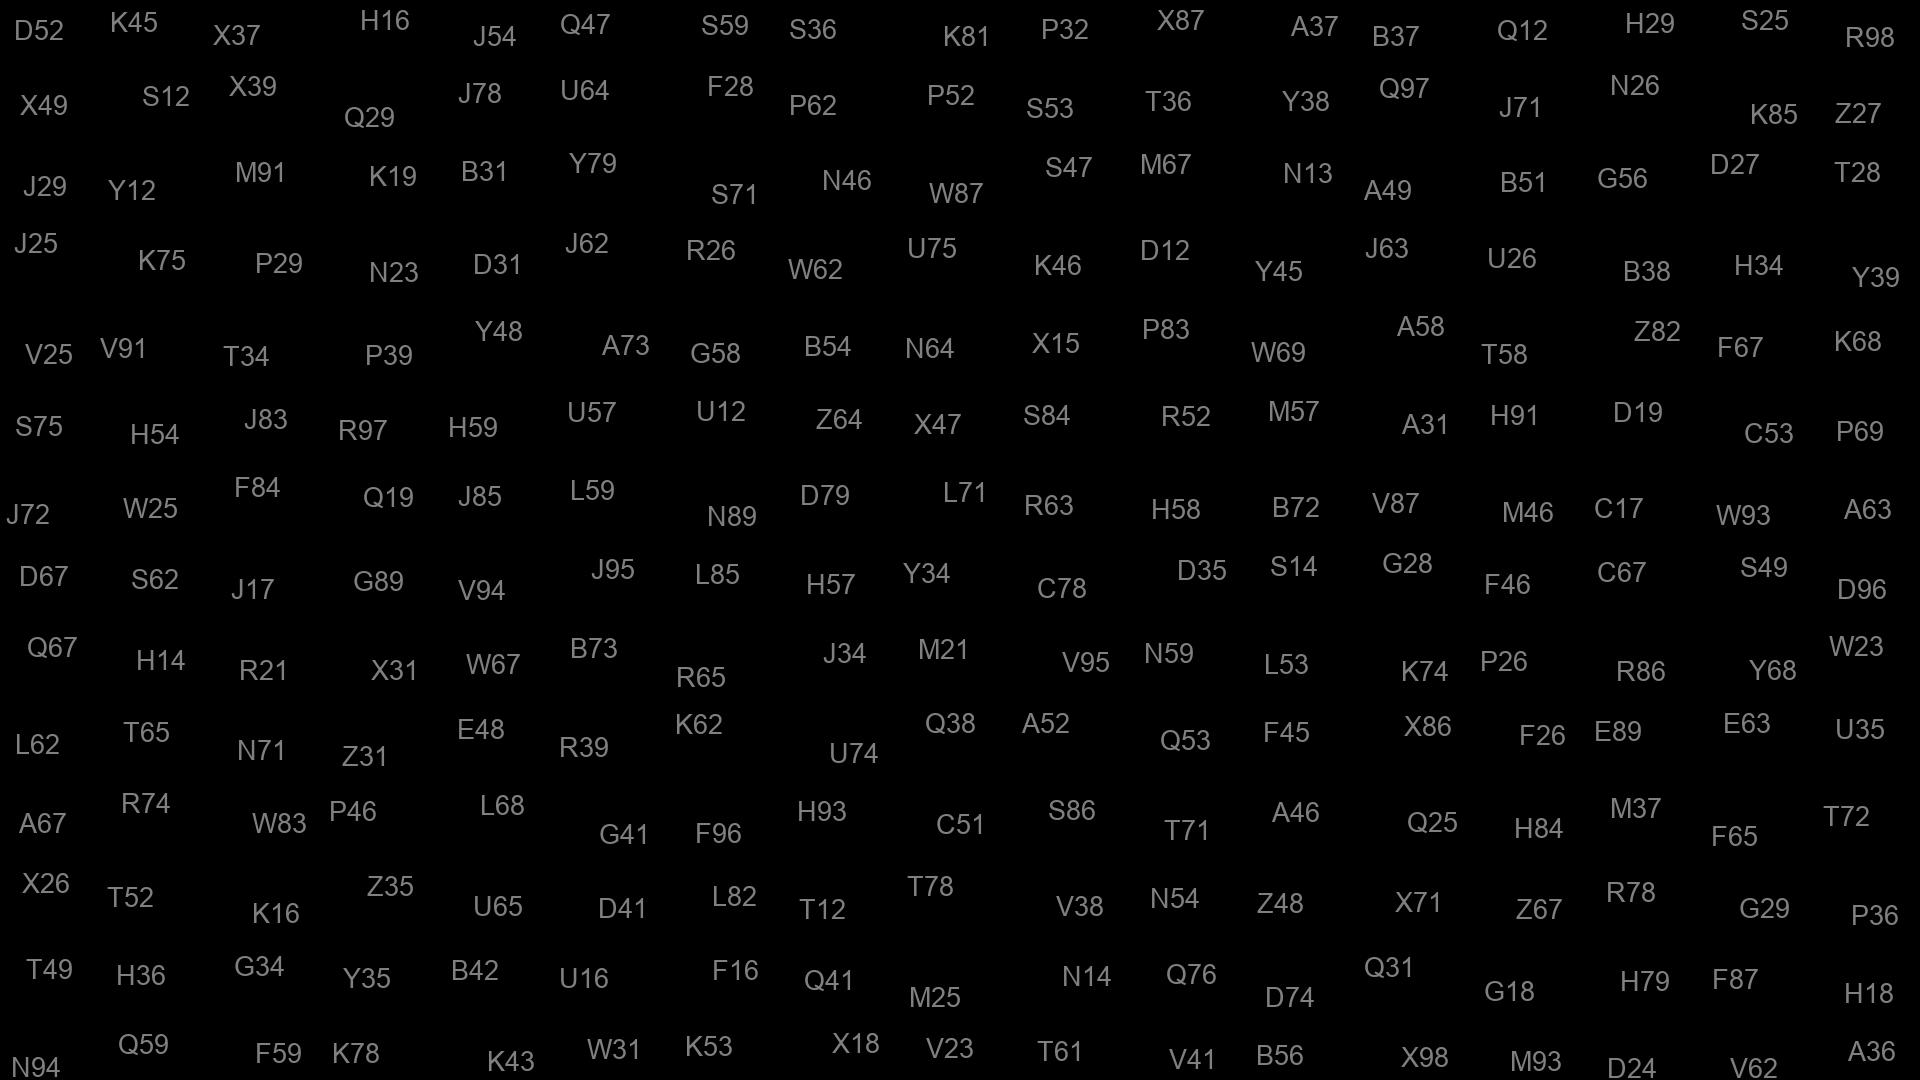 D52 K45 X37 H16 J54 Q47 S59 S36 K81 P32 X87 A37 B37 Q12 H29 S25 R98
X49 S12 X39 Q29 J78 U64 F28 P62 P52 S53 T36 Y38 Q97 J71 N26 K85 Z27
J29 Y12 M91 K19 B31 Y79 S71 N46 W87 S47 M67 N13 A49 B51 G56 D27 T28
J25 K75 P29 N23 D31 J62 R26 W62 U75 K46 D12 Y45 J63 U26 B38 H34 Y39
V25 V91 T34 P39 Y48 A73 G58 B54 N64 X15 P83 W69 A58 T58 Z82 F67 K68
S75 H54 J83 R97 H59 U57 U12 Z64 X47 S84 R52 M57 A31 H91 D19 C53 P69
J72 W25 F84 Q19 J85 L59 N89 D79 L71 R63 H58 B72 V87 M46 C17 W93 A63
D67 S62 J17 G89 V94 J95 L85 H57 Y34 C78 D35 S14 G28 F46 C67 S49 D96
Q67 H14 R21 X31 W67 B73 R65 J34 M21 V95 N59 L53 K74 P26 R86 Y68 W23
L62 T65 N71 Z31 E48 R39 K62 U74 Q38 A52 Q53 F45 X86 F26 E89 E63 U35
A67 R74 W83 P46 L68 G41 F96 H93 C51 S86 T71 A46 Q25 H84 M37 F65 T72
X26 T52 K16 Z35 U65 D41 L82 T12 T78 V38 N54 Z48 X71 Z67 R78 G29 P36
T49 H36 G34 Y35 B42 U16 F16 Q41 M25 N14 Q76 D74 Q31 G18 H79 F87 H18
N94 Q59 F59 K78 K43 W31 K53 X18 V23 T61 V41 B56 X98 M93 D24 V62 A36